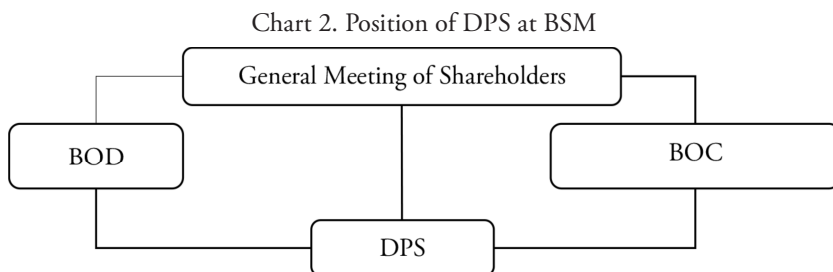 Chart 2. Position of DPS at BSM
General Meeting of Shareholders
BOD
BOC
DPS